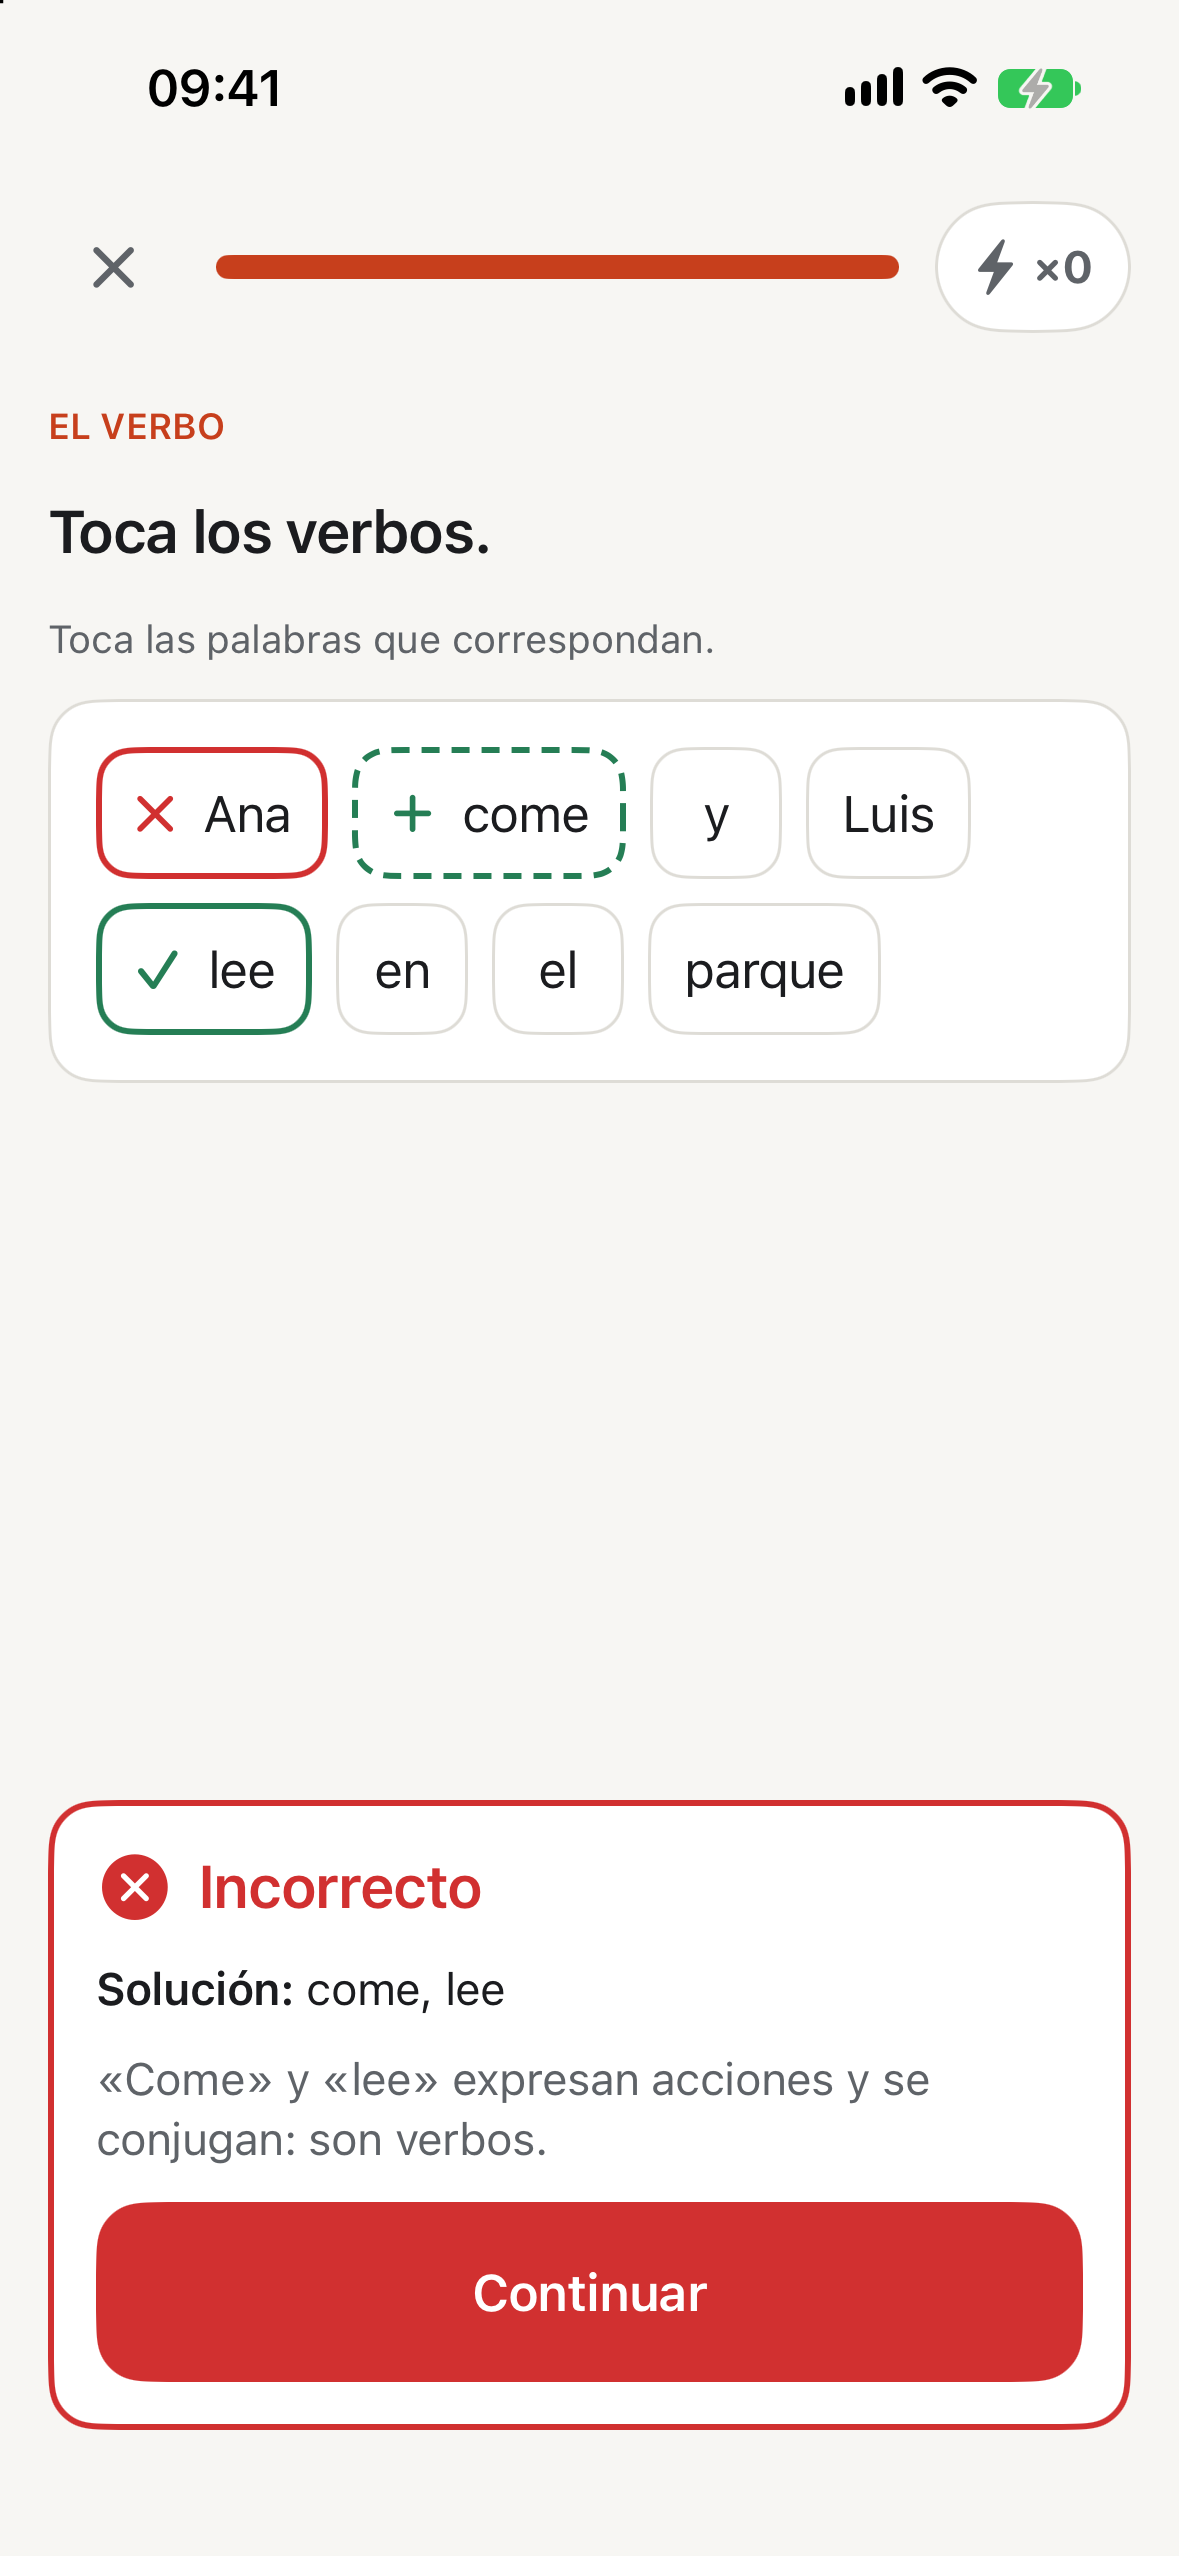 09:41
×0
EL VERBO
Toca los verbos.
Toca las palabras que correspondan.
Ana come y Luis
lee en el parque
Incorrecto
Solución: come, lee
«Come» y «lee» expresan acciones y se
conjugan: son verbos.
Continuar